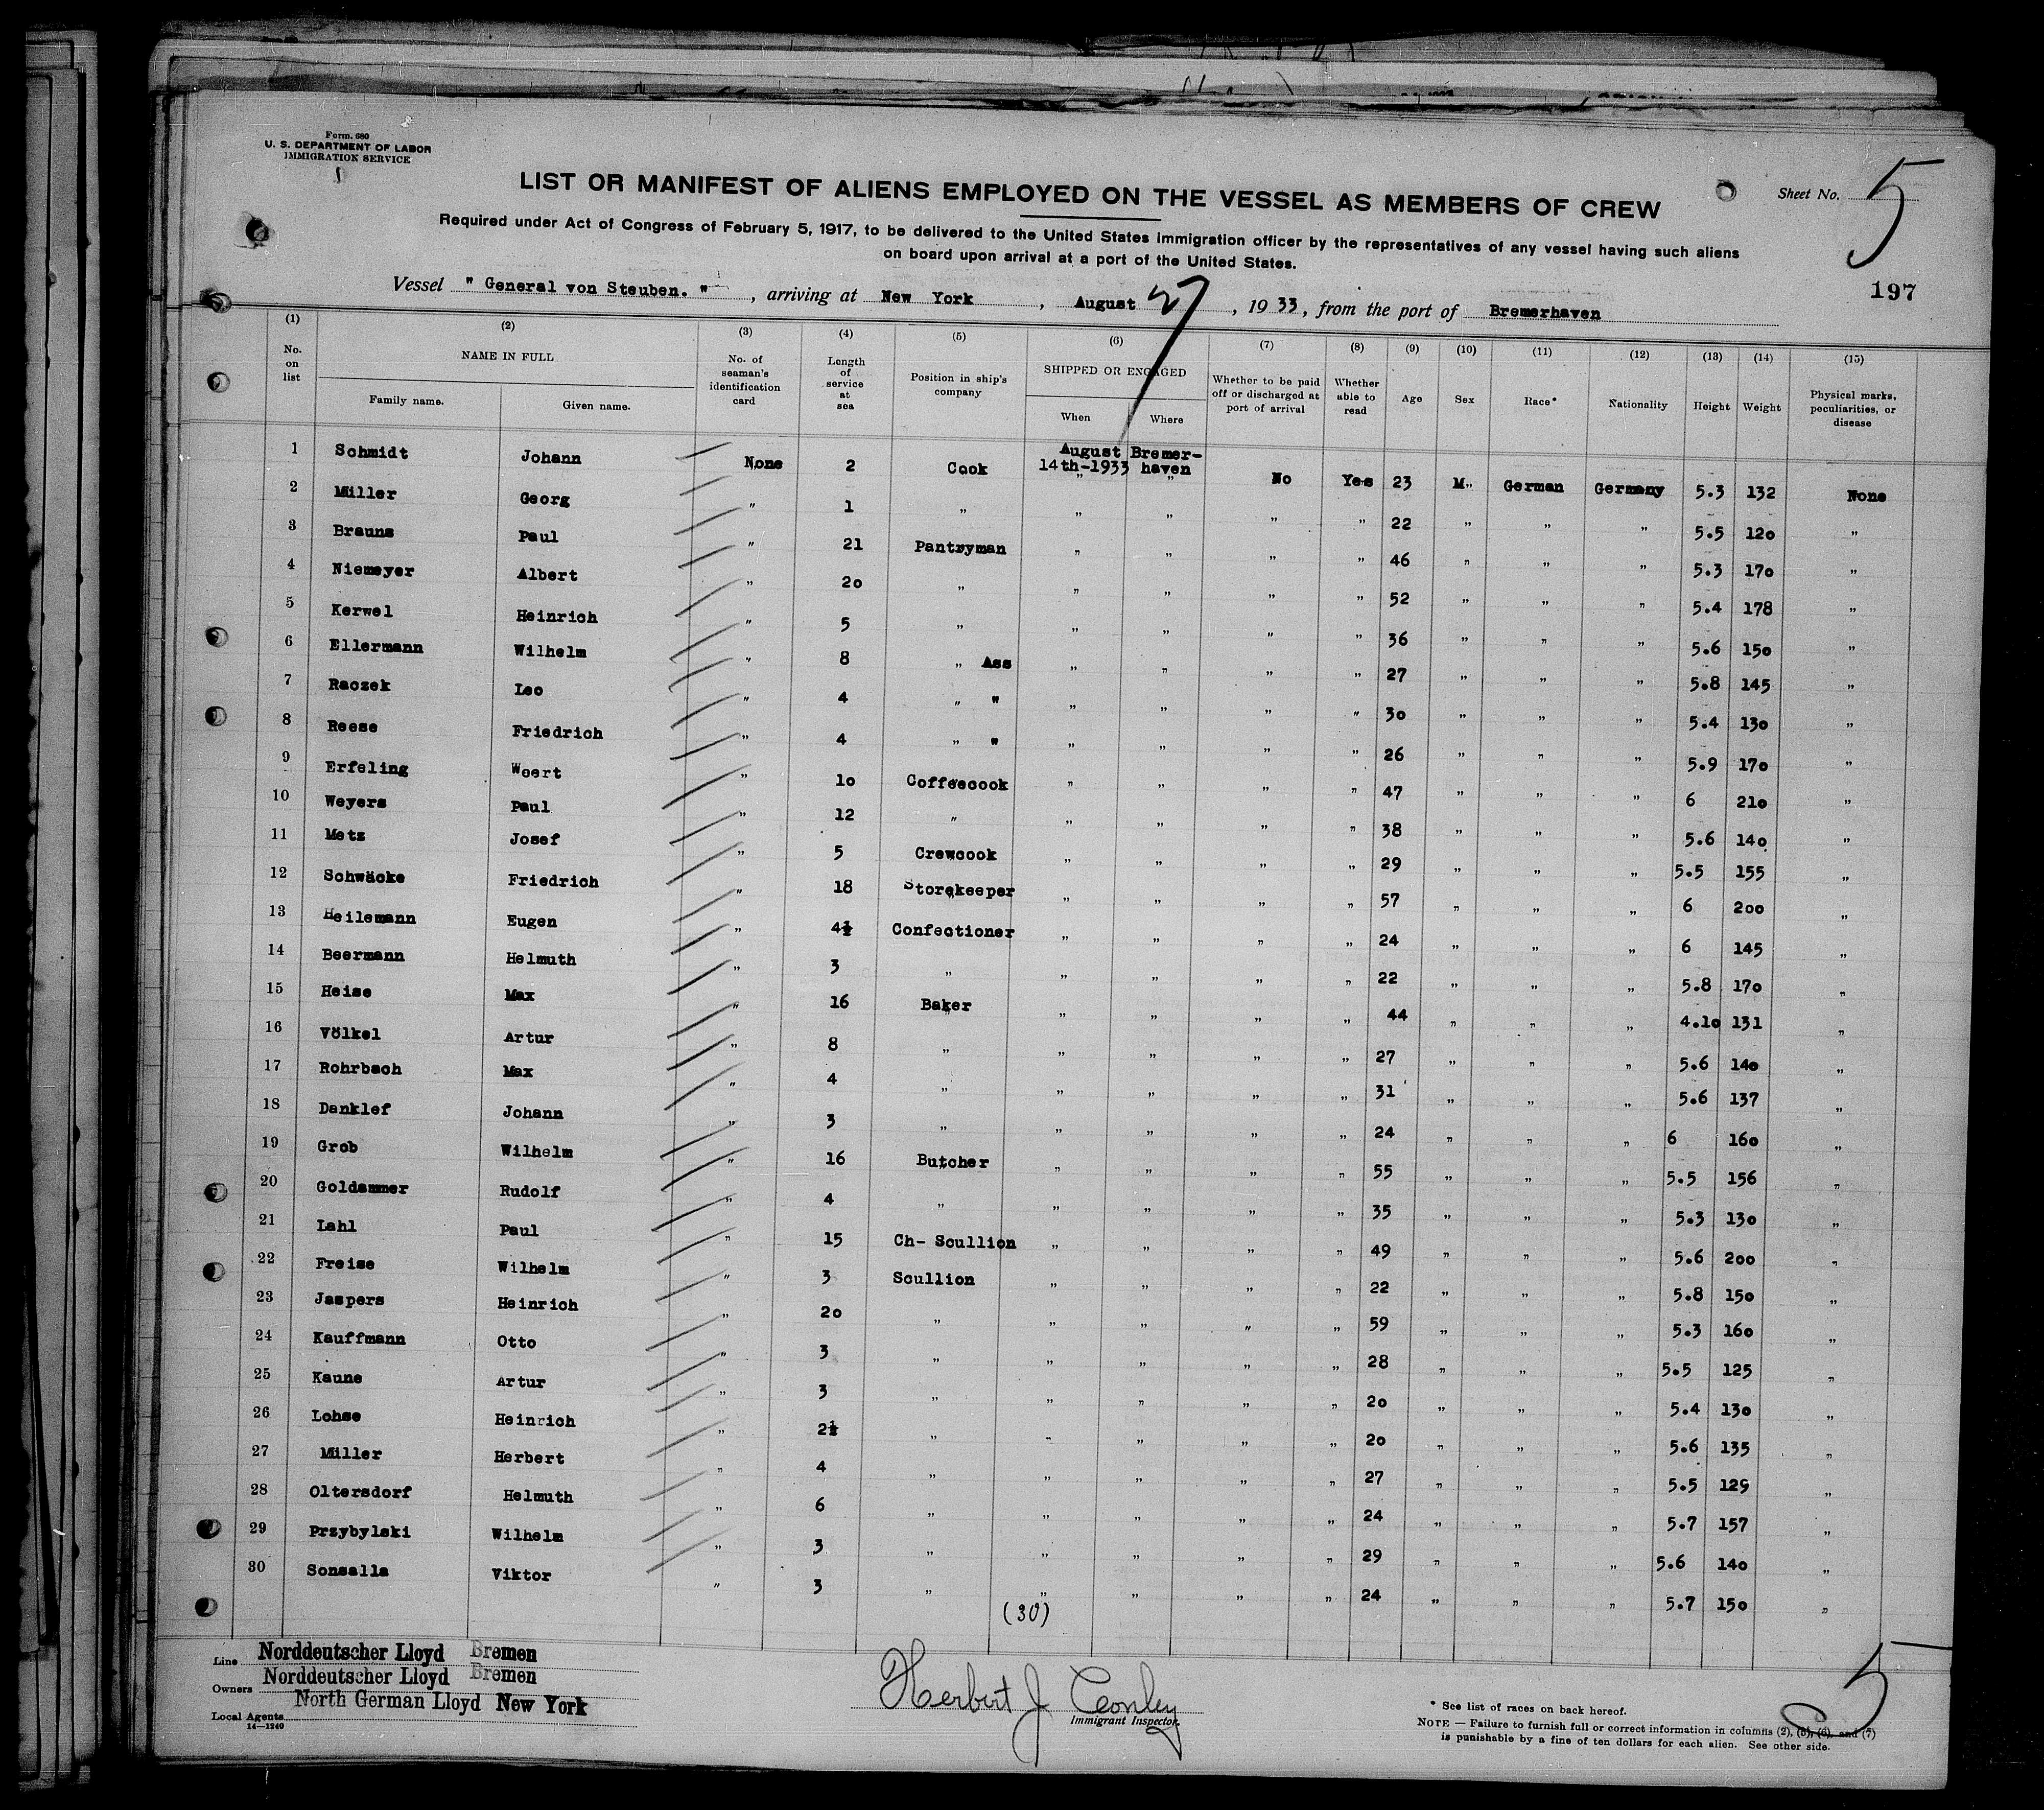 Form. 680
U. S. DEPARTMENT OF LABOR
IMMIGRATION SERVICE
LIST OR MANIFEST OF ALIENS EMPLOYED ON THE VESSEL AS MEMBERS OF CREW
Sheet No. 5
Required under Act of Congress of February 5, 1917, to be delivered to the United States immigration officer by the representatives of any vessel having such aliens
on board upon arrival at a port of the United States.
197
Vessel " General von Steuben. " , arriving at New York , August 27 , 1933, from the port of Bremerhaven
(1) (2) (3) (4) (5) (6) (7) (8) (9) (10) (11) (12) (13) (14) (15)
No. on list NAME IN FULL Family name. Given name. No. of seaman's identification card Length of service at sea Position in ship's company SHIPPED OR ENGAGED When Where Whether to be paid off or discharged at port of arrival Whether able to read Age Sex Race* Nationality Height Weight Physical marks, peculiarities, or disease
1 Schmidt Johann None 2 Cook August 14th-1933 Bremer-haven No Yes 23 M. German Germany 5.3 132 None
2 Müller Georg " 1 " " " " " 22 " " " 5.5 120 "
3 Brauns Paul " 21 Pantryman " " " " 46 " " " 5.3 170 "
4 Niemeyer Albert " 20 " " " " " 52 " " " 5.4 178 "
5 Kerwel Heinrich " 5 " " " " " 36 " " " 5.6 150 "
6 Ellermann Wilhelm " 8 " Ass " " " " 27 " " " 5.8 145 "
7 Raczek Leo " 4 " " " " " " 30 " " " 5.4 130 "
8 Reese Friedrich " 4 " " " " " " 26 " " " 5.9 170 "
9 Erfeling Woert " 10 Coffeecook " " " " 47 " " " 6 210 "
10 Weyers Paul " 12 " " " " " 38 " " " 5.6 140 "
11 Metz Josef " 5 Crewcook " " " " 29 " " " 5.5 155 "
12 Schwäcke Friedrich " 18 Storekeeper " " " " 57 " " " 6 200 "
13 Heilemann Eugen " 4½ Confectioner " " " " 24 " " " 6 145 "
14 Beermann Helmuth " 3 " " " " " 22 " " " 5.8 170 "
15 Heise Max " 16 Baker " " " " 44 " " " 4.10 131 "
16 Völkel Artur " 8 " " " " " 27 " " " 5.6 140 "
17 Rohrbach Max " 4 " " " " " 31 " " " 5.6 137 "
18 Danklef Johann " 3 " " " " " 24 " " " 6 160 "
19 Grob Wilhelm " 16 Butcher " " " " 55 " " " 5.5 156 "
20 Goldammer Rudolf " 4 " " " " " 35 " " " 5.3 130 "
21 Lahl Paul " 15 Ch- Scullion " " " " 49 " " " 5.6 200 "
22 Freise Wilhelm " 3 Scullion " " " " 22 " " " 5.8 150 "
23 Jaspers Heinrich " 20 " " " " " 59 " " " 5.3 160 "
24 Kauffmann Otto " 3 " " " " " 28 " " " 5.5 125 "
25 Kaune Artur " 3 " " " " " 20 " " " 5.4 130 "
26 Lohse Heinrich " 2½ " " " " " 20 " " " 5.6 135 "
27 Müller Herbert " 4 " " " " " 27 " " " 5.5 129 "
28 Oltersdorf Helmuth " 6 " " " " " 24 " " " 5.7 157 "
29 Przybylski Wilhelm " 3 " " " " " 29 " " " 5.6 140 "
30 Sonsalla Viktor " 3 " " " " " 24 " " " 5.7 150 "
(30)
Line Norddeutscher Lloyd Bremen
Owners Norddeutscher Lloyd Bremen
Local Agents North German Lloyd New York
14—1240
Herbert J Conley
Immigrant Inspector.
5
* See list of races on back hereof.
NOTE — Failure to furnish full or correct information in columns (2), (5), (6), and (7)
is punishable by a fine of ten dollars for each alien. See other side.